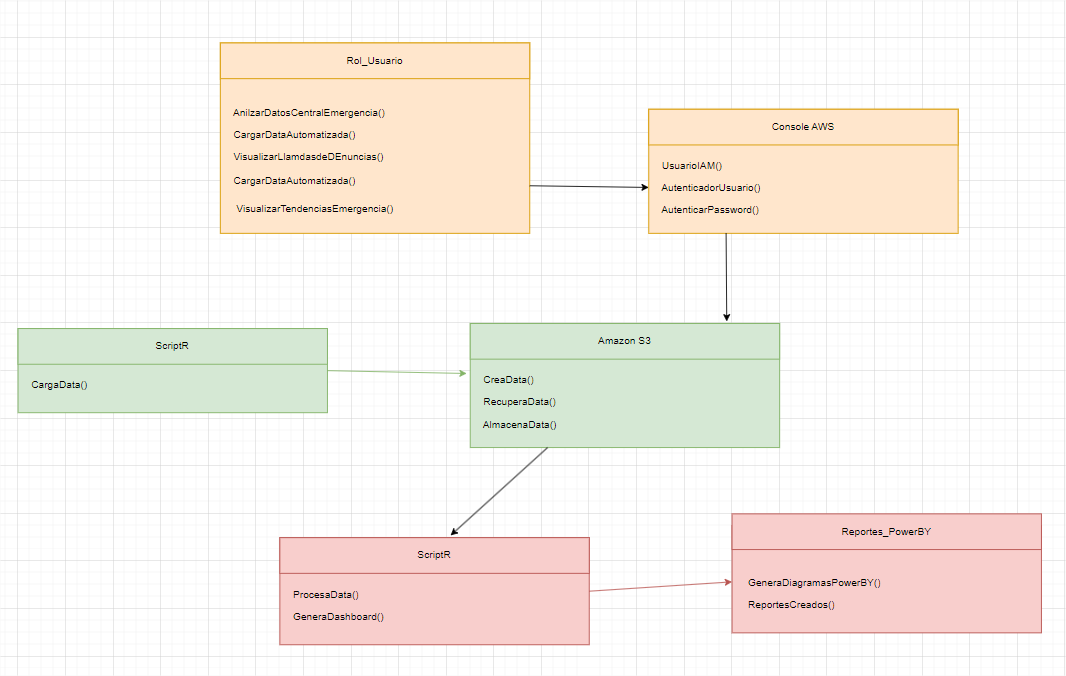 Rol_Usuario
AnilzarDatosCentralEmergencia()
CargarDataAutomatizada()
VisualizarLlamdasdeDEnuncias()
CargarDataAutomatizada()
VisualizarTendenciasEmergencia()
Console AWS
UsuarioIAM()
AutenticadorUsuario()
AutenticarPassword()
ScriptR
CargaData()
Amazon S3
CreaData()
RecuperaData()
AlmacenaData()
ScriptR
ProcesaData()
GeneraDashboard()
Reportes_PowerBY
GeneraDiagramasPowerBY()
ReportesCreados()